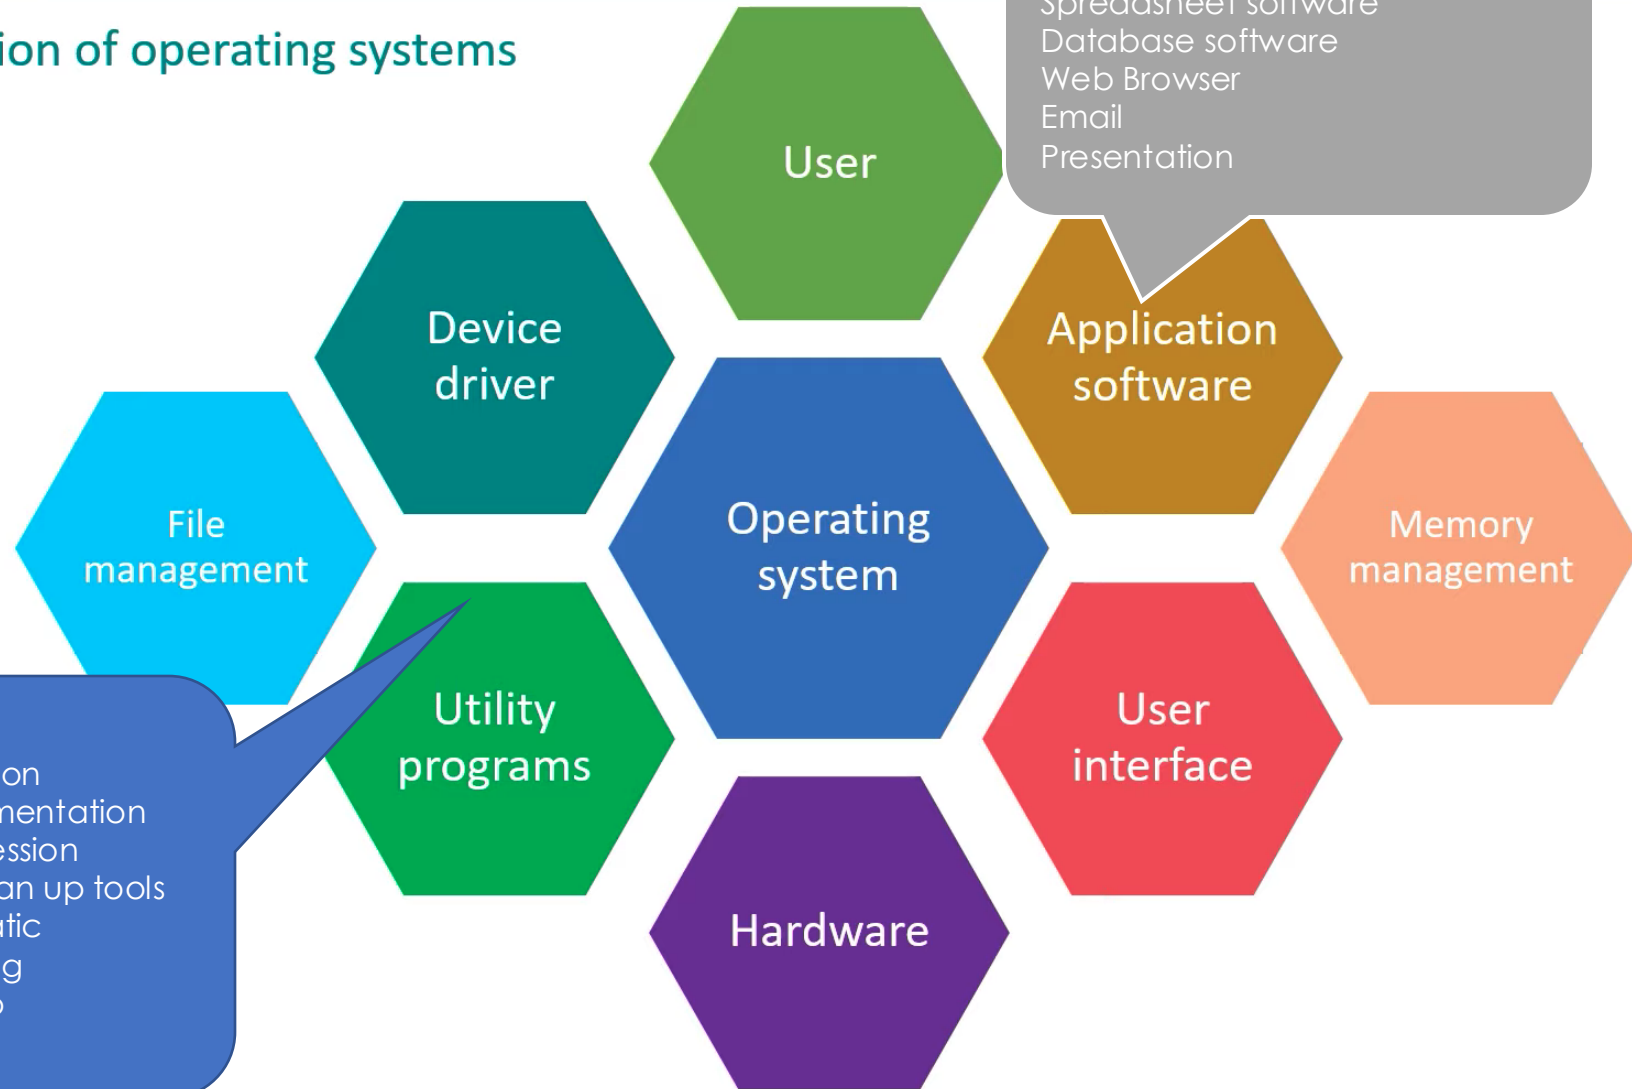 ion of operating systems
Spreadsheet software
Database software
Web Browser
Email
Presentation
User
Device
driver
Application
software
File
management
Operating
system
Memory
management
Utility
programs
User
interface
Hardware
on
mentation
ession
an up tools
atic
g